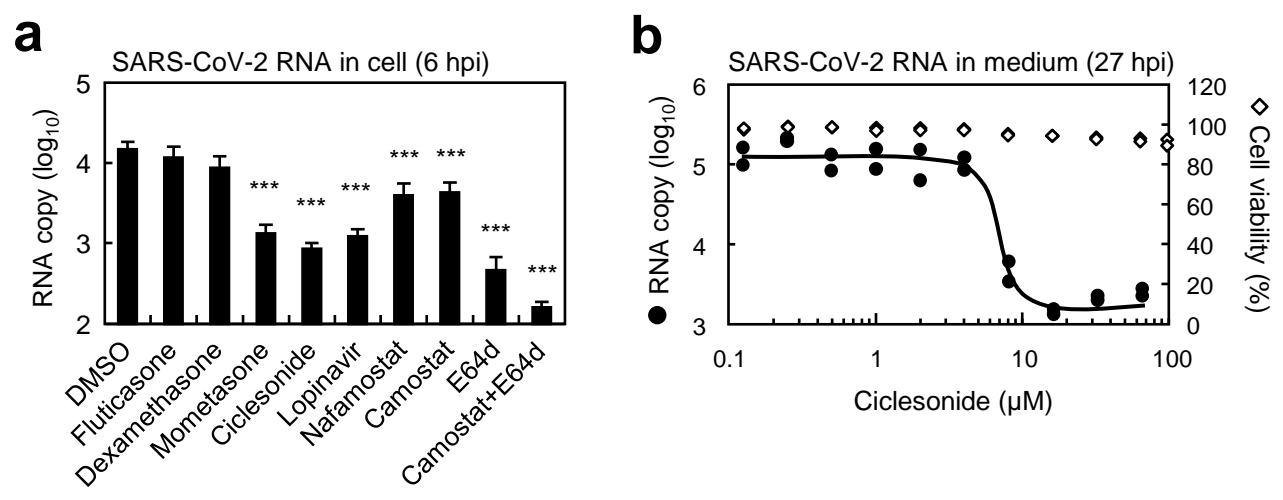 a
SARS-CoV-2 RNA in cell (6 hpi)
RNA copy (log10)
5
4
3
2
***
***
***
***
***
***
***
DMSO
Fluticasone
Dexamethasone
Mometasone
Ciclesonide
Lopinavir
Nafamostat
Camostat
E64d
Camostat+E64d
b
SARS-CoV-2 RNA in medium (27 hpi)
RNA copy (log10)
6
5
4
3
120
100
80
60
40
20
0
Cell viability (%)
0.1 1 10 100
Ciclesonide (µM)